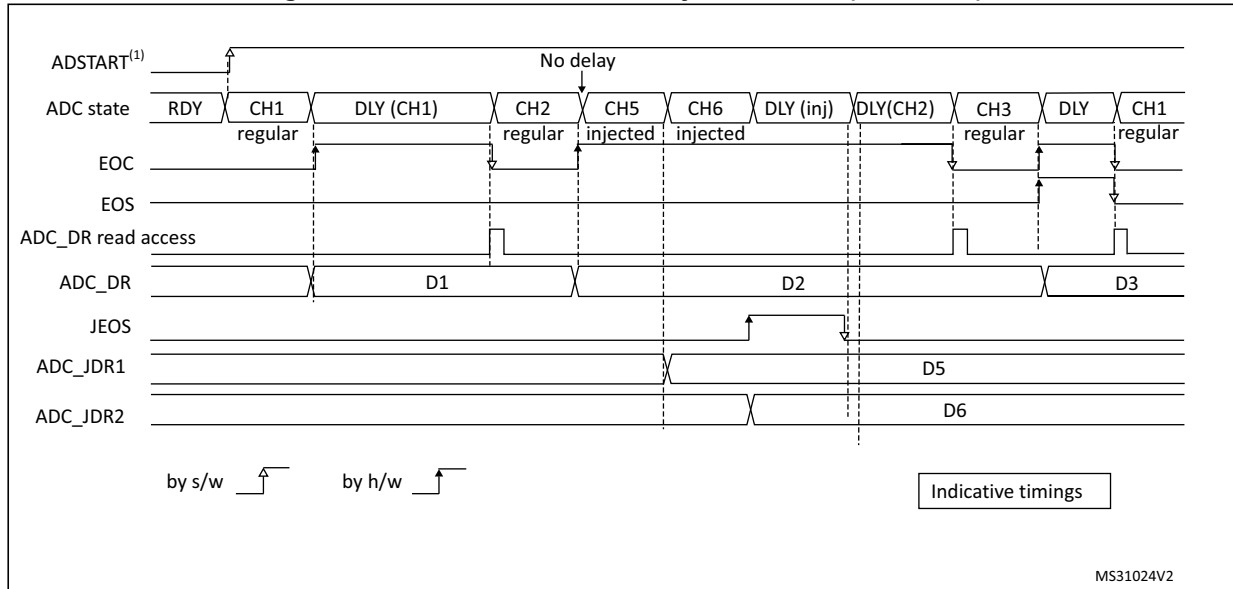 ADSTART(1)
No delay
ADC state RDY CH1 DLY (CH1) CH2 CH5 CH6 DLY (inj) DLY(CH2) CH3 DLY CH1
regular regular injected injected regular regular
EOC
EOS
ADC_DR read access
ADC_DR D1 D2 D3
JEOS
ADC_JDR1 D5
ADC_JDR2 D6
by s/w by h/w Indicative timings
MS31024V2